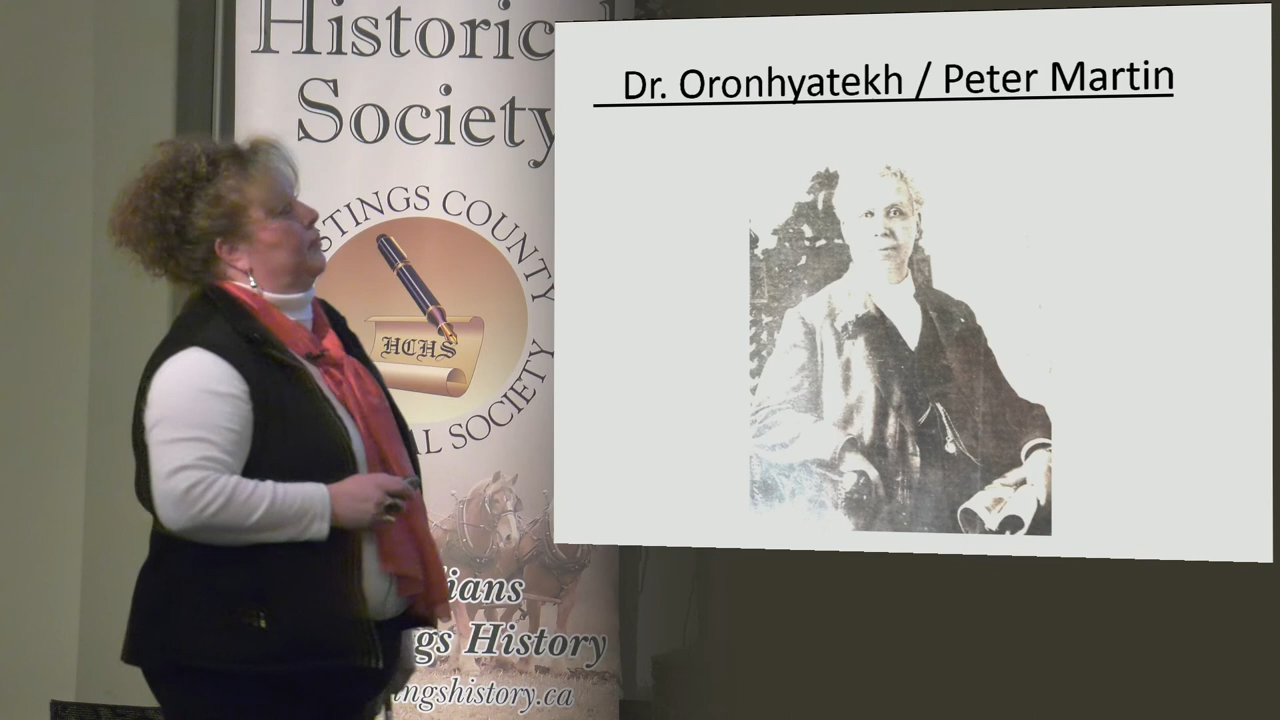 Historic
Society
STINGS COUNTY
AL SOCIETY
HCHS
ians
gs History
ingshistory.ca
Dr. Oronhyatekh / Peter Martin